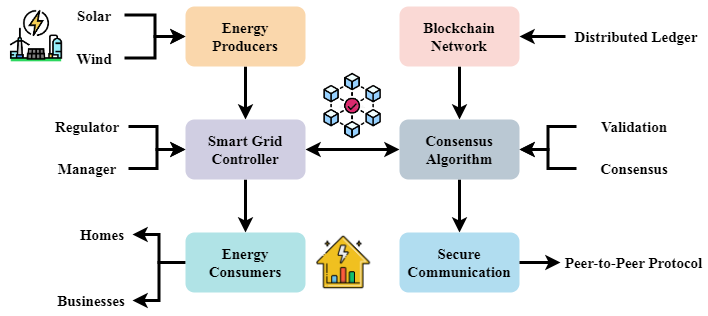 Solar
Wind
Energy
Producers
Blockchain
Network
Distributed Ledger
Regulator
Manager
Smart Grid
Controller
Consensus
Algorithm
Validation
Consensus
Homes
Businesses
Energy
Consumers
Secure
Communication
Peer-to-Peer Protocol